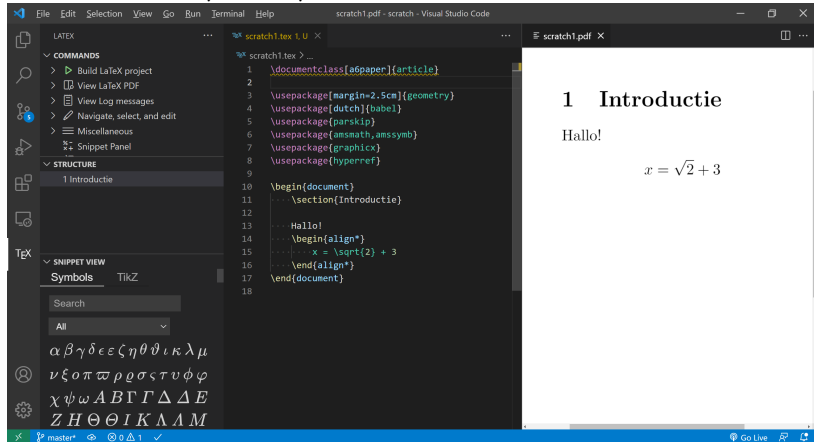 File Edit Selection View Go Run Terminal Help
scratch1.pdf - scratch - Visual Studio Code
LATEX
COMMANDS
Build LaTeX project
View LaTeX PDF
View Log messages
Navigate, select, and edit
Miscellaneous
Snippet Panel
STRUCTURE
1 Introductie
TEX
SNIPPET VIEW
Symbols TikZ
Search
All
α β γ δ ϵ ε ζ η θ ϑ ι κ λ μ
ν ξ ο π ϖ ρ ϱ σ ς τ υ ϕ φ
χ ψ ω A B Γ Γ Δ Δ E
Z H Θ Θ I K Λ Λ M
scratch1.tex 1, U
scratch1.tex > ...
1 \documentclass[a6paper]{article}
2
3 \usepackage[margin=2.5cm]{geometry}
4 \usepackage[dutch]{babel}
5 \usepackage{parskip}
6 \usepackage{amsmath,amssymb}
7 \usepackage{graphicx}
8 \usepackage{hyperref}
9
10 \begin{document}
11 ····\section{Introductie}
12
13 ····Hallo!
14 ····\begin{align*}
15 ········x = \sqrt{2} + 3
16 ····\end{align*}
17 \end{document}
18
scratch1.pdf
1 Introductie
Hallo!
x = √2 + 3
master* 0 1
Go Live